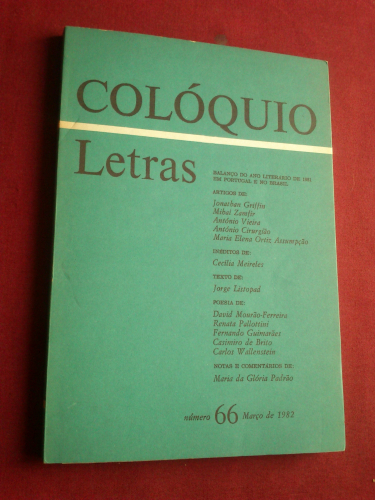 COLÓQUIO
Letras
BALANÇO DO ANO LITERÁRIO DE 1981
EM PORTUGAL E NO BRASIL
ARTIGOS DE:
Jonathan Griffin
Mihai Zamfir
António Vieira
António Cirurgião
Maria Elena Ortiz Assumpção
INÉDITOS DE:
Cecília Meireles
TEXTO DE:
Jorge Listopad
POESIA DE:
David Mourão-Ferreira
Renata Pallottini
Fernando Guimarães
Casimiro de Brito
Carlos Wallenstein
NOTAS E COMENTÁRIOS DE:
Maria da Glória Padrão
número 66 Março de 1982